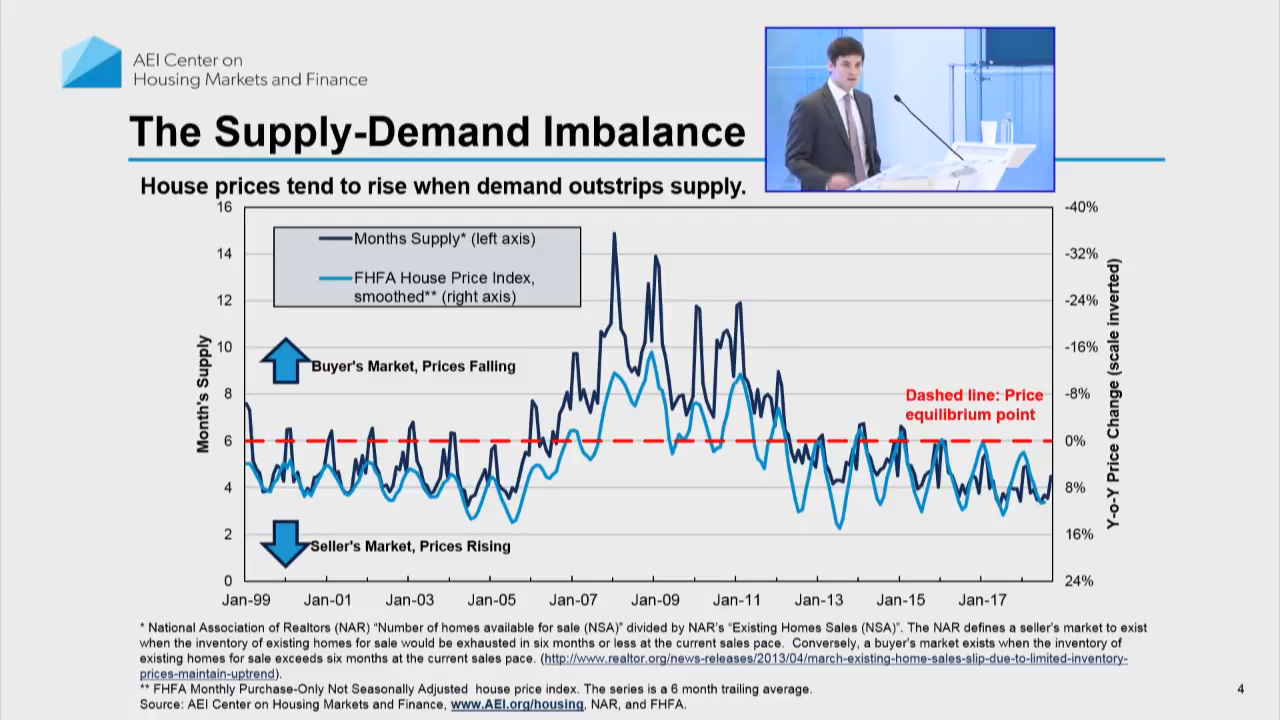 AEI Center on
Housing Markets and Finance
The Supply-Demand Imbalance
House prices tend to rise when demand outstrips supply.
16
14
12
10
8
6
4
2
0
Month's Supply
Months Supply* (left axis)
FHFA House Price Index,
smoothed** (right axis)
Buyer's Market, Prices Falling
Seller's Market, Prices Rising
Dashed line: Price
equilibrium point
-40%
-32%
-24%
-16%
-8%
0%
8%
16%
24%
Y-o-Y Price Change (scale inverted)
Jan-99 Jan-01 Jan-03 Jan-05 Jan-07 Jan-09 Jan-11 Jan-13 Jan-15 Jan-17
* National Association of Realtors (NAR) “Number of homes available for sale (NSA)” divided by NAR’s “Existing Homes Sales (NSA)”. The NAR defines a seller’s market to exist
when the inventory of existing homes for sale would be exhausted in six months or less at the current sales pace. Conversely, a buyer’s market exists when the inventory of
existing homes for sale exceeds six months at the current sales pace. (http://www.realtor.org/news-releases/2013/04/march-existing-home-sales-slip-due-to-limited-inventory-
prices-maintain-uptrend).
** FHFA Monthly Purchase-Only Not Seasonally Adjusted house price index. The series is a 6 month trailing average.
Source: AEI Center on Housing Markets and Finance, www.AEI.org/housing, NAR, and FHFA.
4